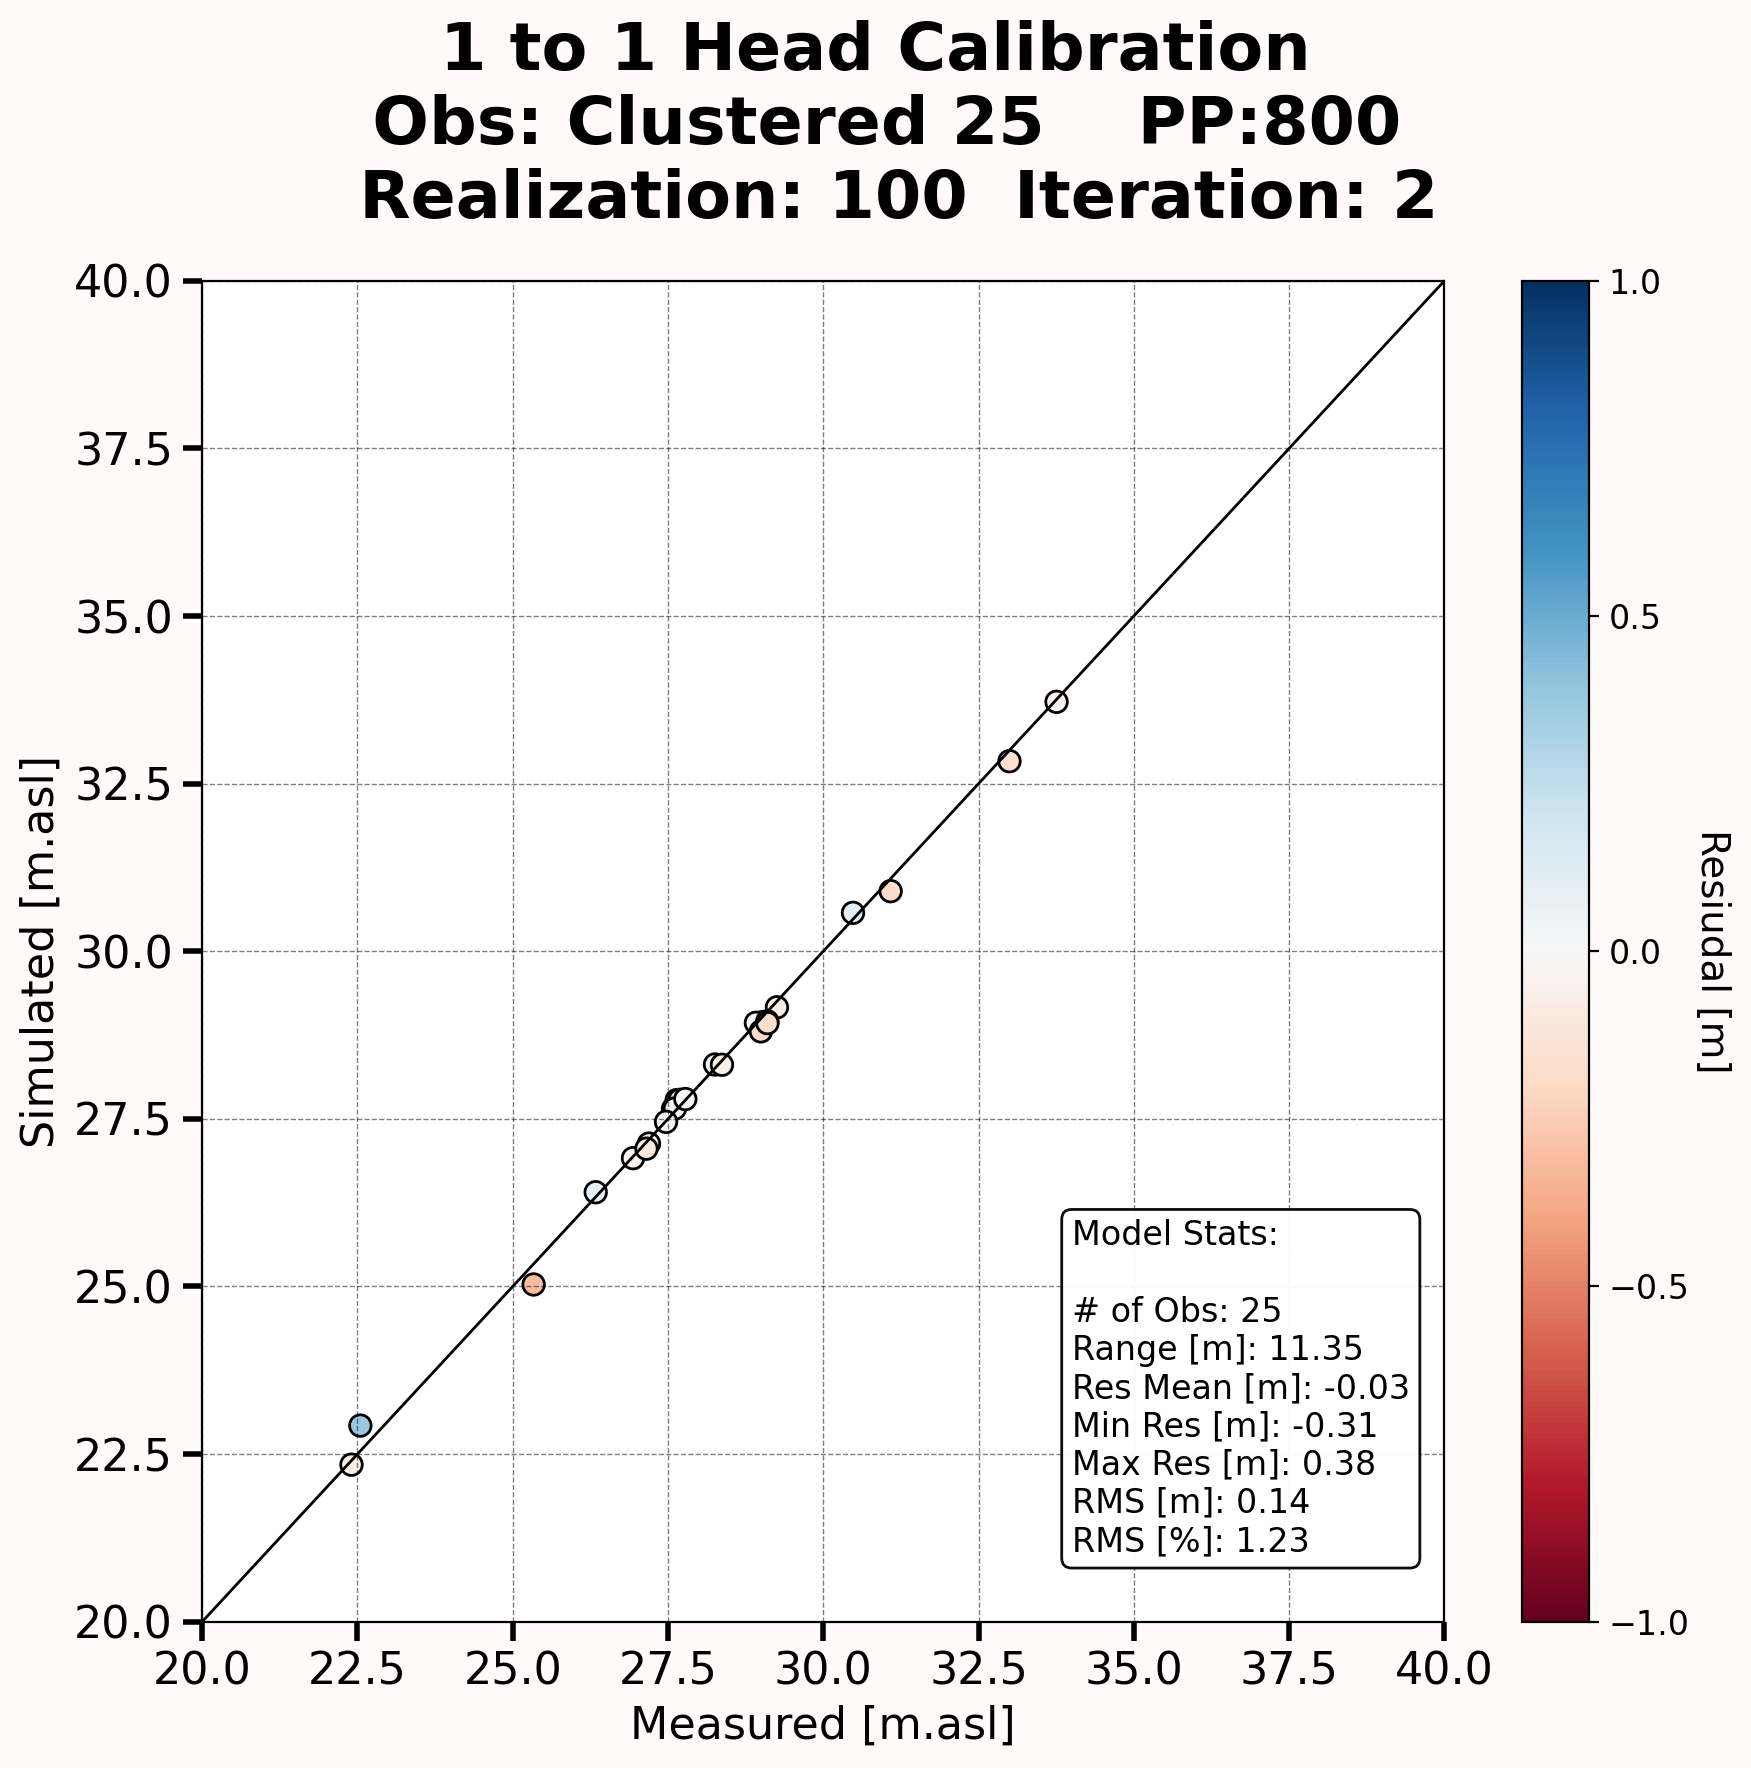 1 to 1 Head Calibration
Obs: Clustered 25    PP:800
Realization: 100  Iteration: 2
40.0
37.5
35.0
32.5
30.0
27.5
25.0
22.5
20.0
Simulated [m.asl]
20.0 22.5 25.0 27.5 30.0 32.5 35.0 37.5 40.0
Measured [m.asl]
Model Stats:
# of Obs: 25
Range [m]: 11.35
Res Mean [m]: -0.03
Min Res [m]: -0.31
Max Res [m]: 0.38
RMS [m]: 0.14
RMS [%]: 1.23
1.0
0.5
0.0
−0.5
−1.0
Resiudal [m]